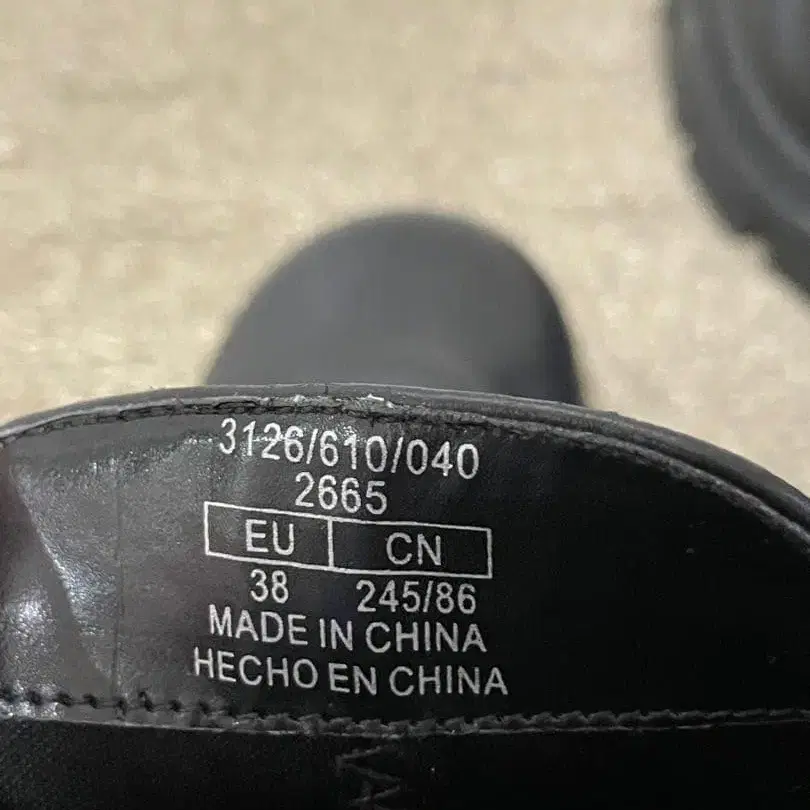 3126/610/040
2665
EU CN
38 245/86
MADE IN CHINA
HECHO EN CHINA